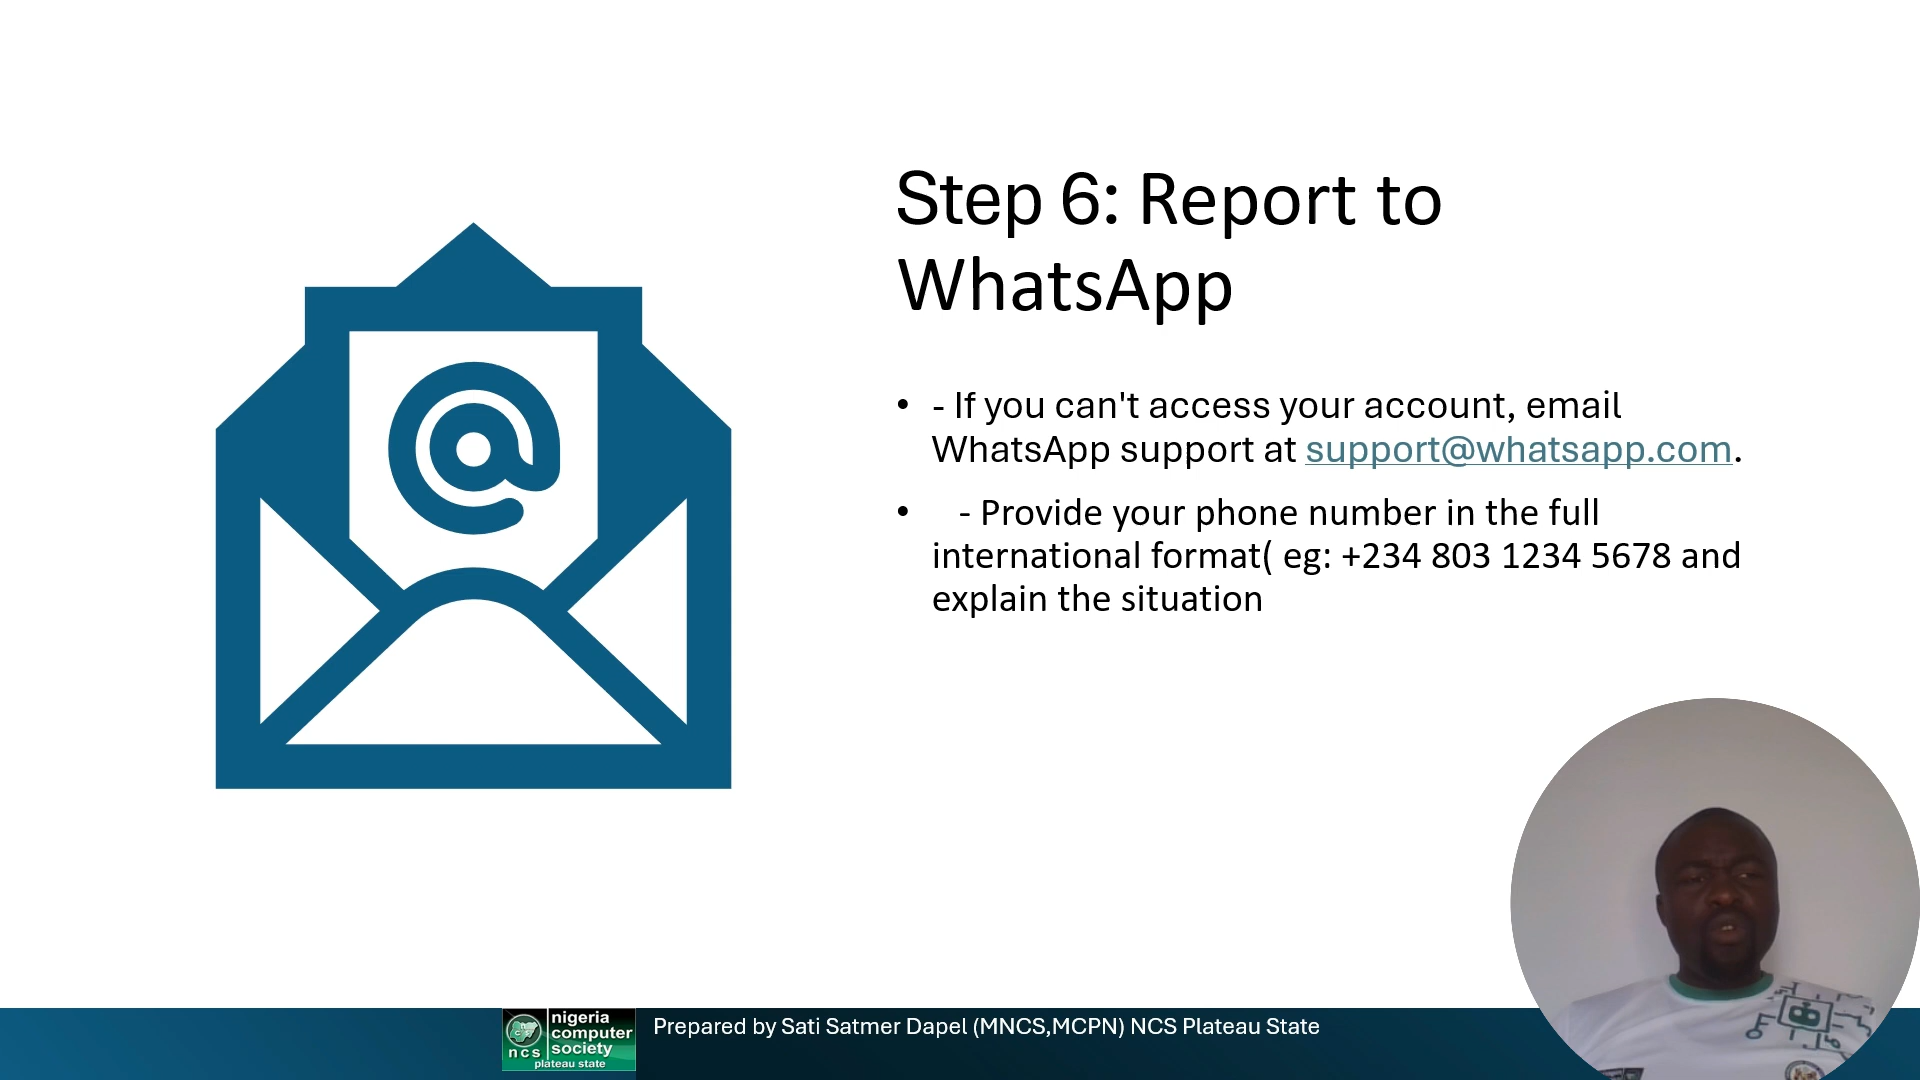 Step 6: Report to
WhatsApp
• - If you can't access your account, email
WhatsApp support at support@whatsapp.com.
• - Provide your phone number in the full
international format( eg: +234 803 1234 5678 and
explain the situation
nigeria
computer
society
ncs
plateau state
Prepared by Sati Satmer Dapel (MNCS,MCPN) NCS Plateau State